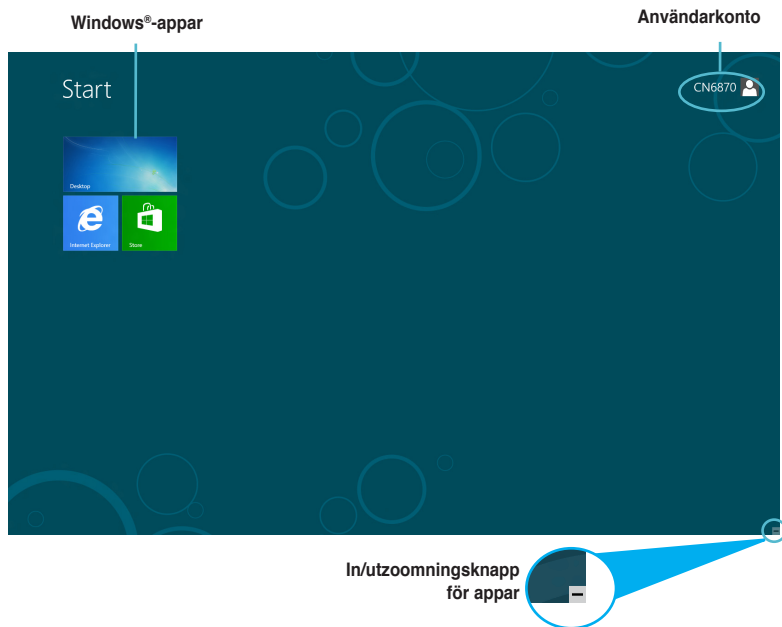 Windows®-appar
Användarkonto
Start
CN6870
Desktop
Internet Explorer
Store
In/utzoomningsknapp
för appar